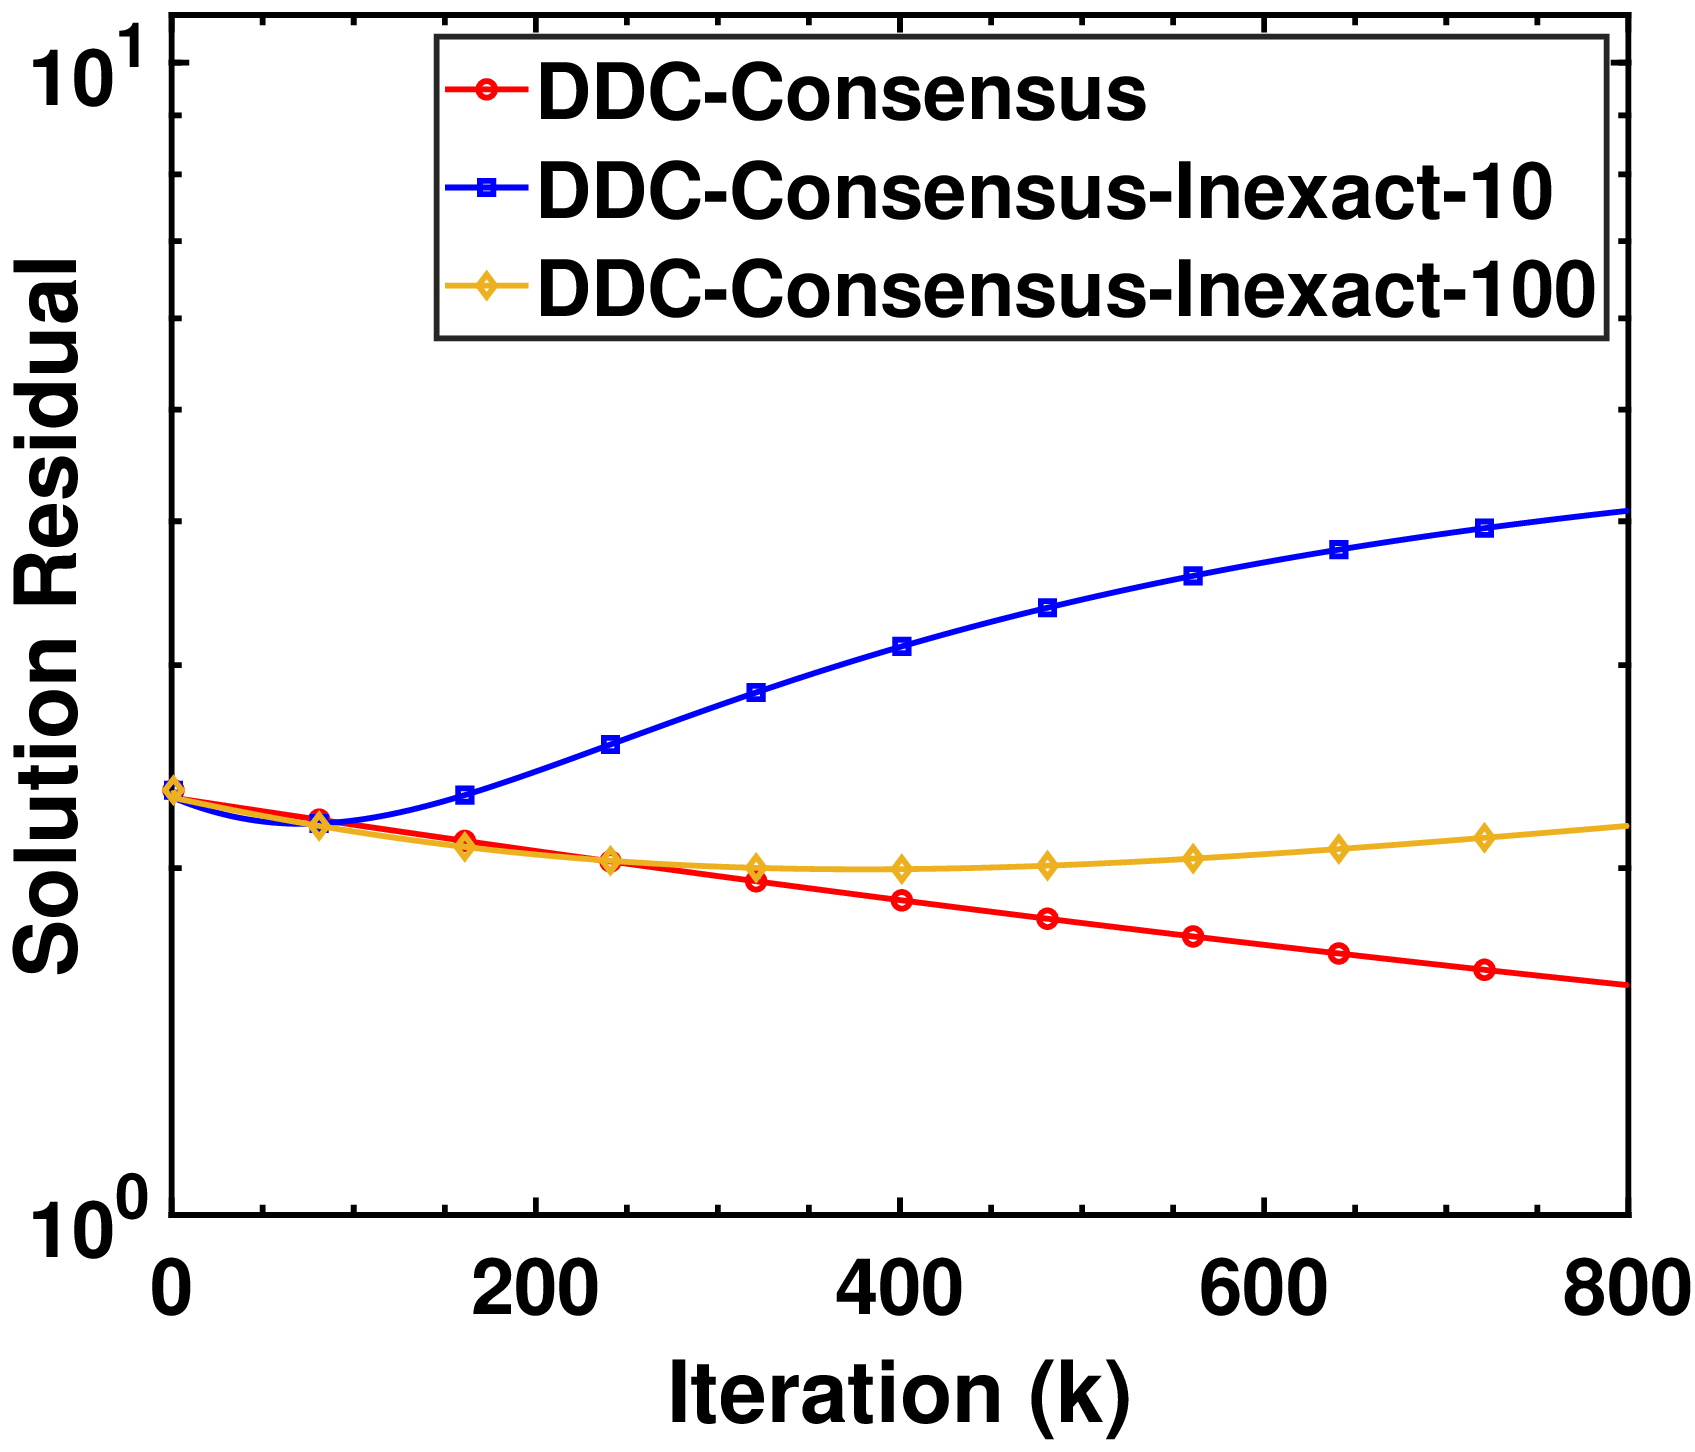 10^1
DDC-Consensus
DDC-Consensus-Inexact-10
DDC-Consensus-Inexact-100
Solution Residual
10^0
0 200 400 600 800
Iteration (k)